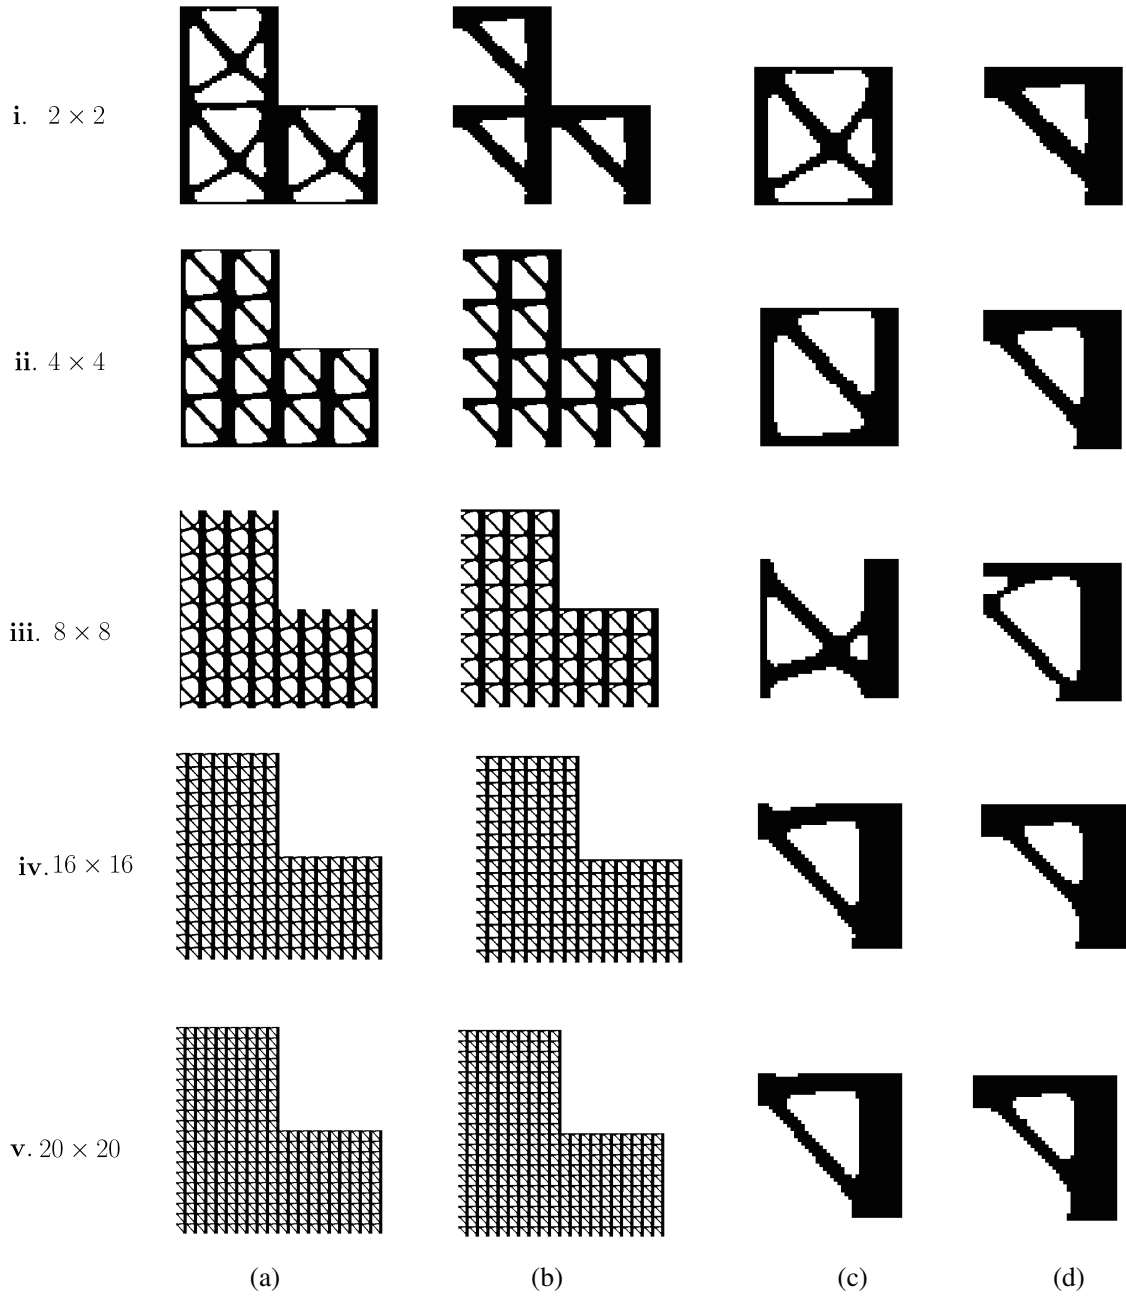 i. 2 × 2
ii. 4 × 4
iii. 8 × 8
iv. 16 × 16
v. 20 × 20
(a) (b) (c) (d)